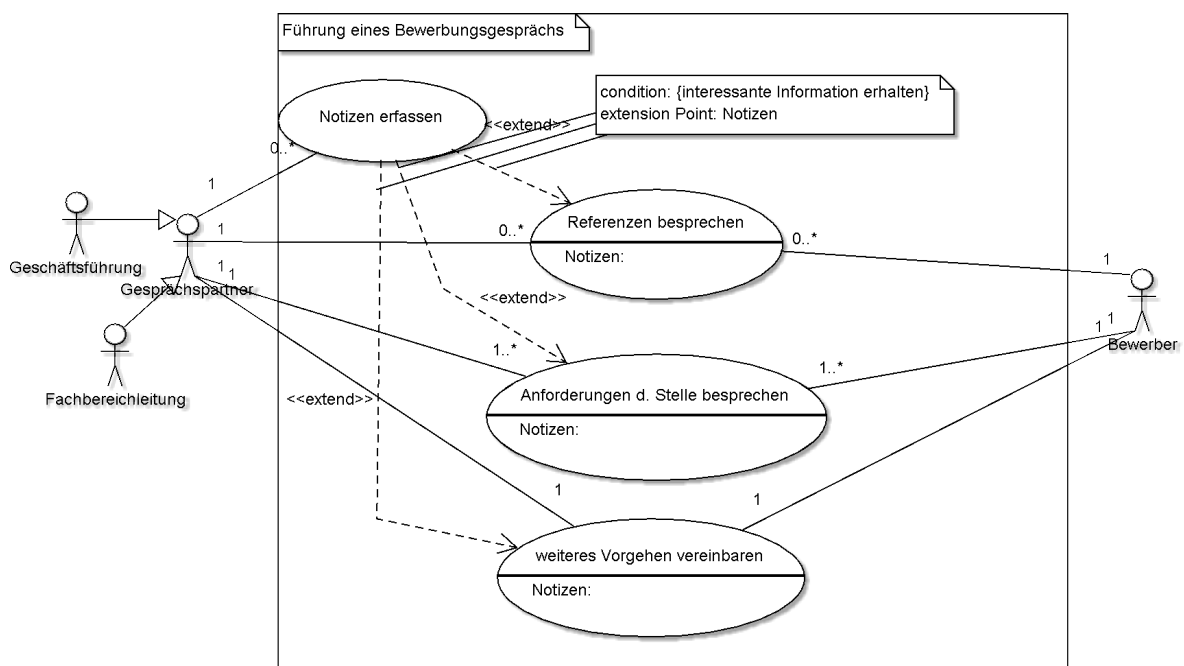 Führung eines Bewerbungsgesprächs
condition: {interessante Information erhalten}
extension Point: Notizen
Notizen erfassen
<<extend>>
0..*
1
Referenzen besprechen
Notizen:
1
0..*
0..*
1
Geschäftsführung
Gesprächspartner
1
1
<<extend>>
Bewerber
1
1
Fachbereichleitung
1..*
1..*
Anforderungen d. Stelle besprechen
Notizen:
<<extend>>
1
1
weiteres Vorgehen vereinbaren
Notizen: